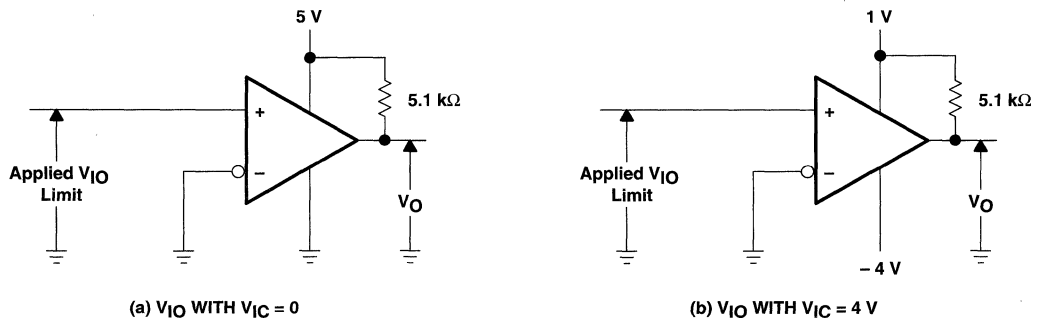 5 V
5.1 kΩ
+
−
Applied VIO
Limit
VO
(a) VIO WITH VIC = 0
1 V
5.1 kΩ
+
−
Applied VIO
Limit
VO
– 4 V
(b) VIO WITH VIC = 4 V